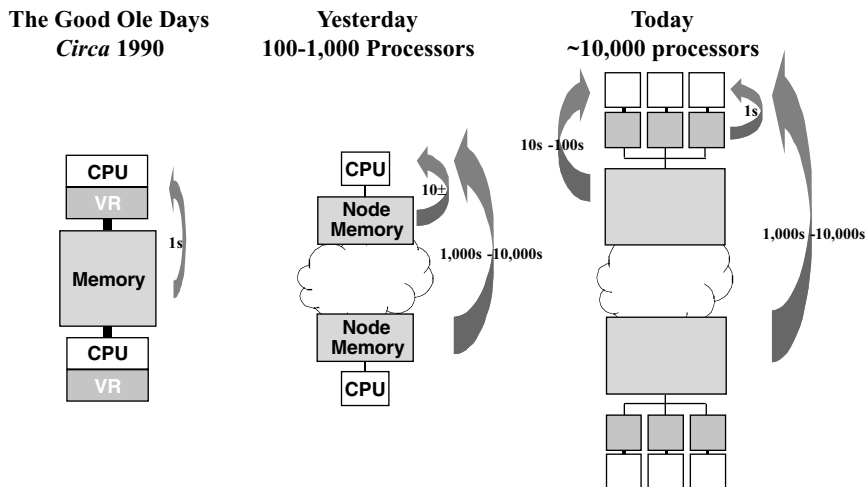 The Good Ole Days
Circa 1990
CPU
VR
1s
Memory
CPU
VR
Yesterday
100-1,000 Processors
CPU
10±
Node
Memory
1,000s -10,000s
Node
Memory
CPU
Today
~10,000 processors
1s
10s -100s
1,000s -10,000s